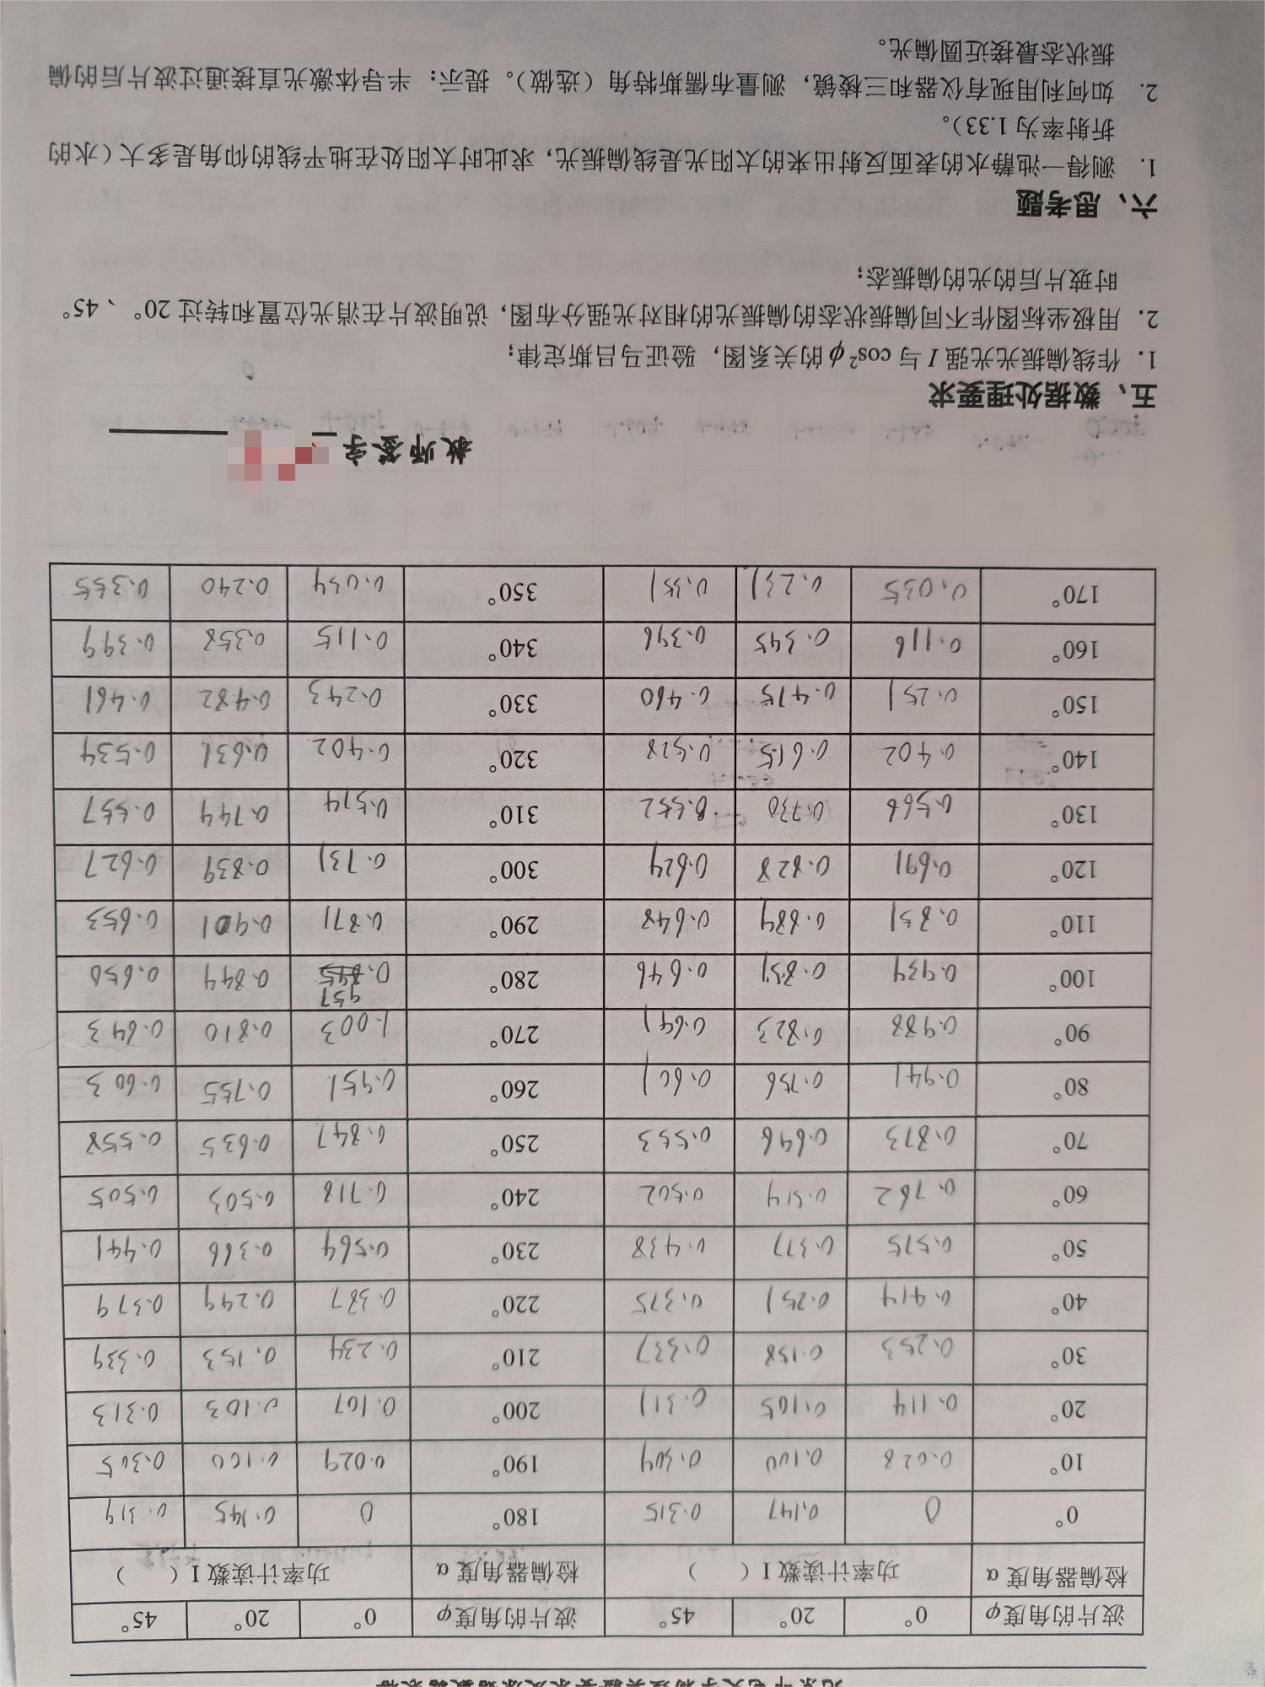 波片的角度φ 0° 20° 45° 波片的角度φ 0° 20° 45°
检偏器角度 α 功率计读数 I（ ） 检偏器角度 α 功率计读数 I（ ）
0° 0 0.147 0.315 180° 0 0.145 0.319
10° 0.028 0.100 0.304 190° 0.029 0.100 0.305
20° 0.114 0.105 0.311 200° 0.107 0.103 0.313
30° 0.253 0.158 0.337 210° 0.234 0.153 0.339
40° 0.414 0.251 0.375 220° 0.387 0.249 0.379
50° 0.575 0.377 0.438 230° 0.564 0.366 0.441
60° 0.762 0.514 0.502 240° 0.718 0.503 0.505
70° 0.873 0.646 0.553 250° 0.847 0.635 0.558
80° 0.941 0.756 0.601 260° 0.951 0.755 0.603
90° 0.988 0.823 0.641 270° 1.003 0.810 0.643
100° 0.934 0.851 0.646 280° 957 0.849 0.650
110° 0.851 0.884 0.648 290° 0.871 0.901 0.653
120° 0.691 0.828 0.624 300° 0.731 0.839 0.627
130° 0.566 0.730 0.552 310° 0.574 0.744 0.557
140° 0.402 0.615 0.528 320° 0.402 0.631 0.534
150° 0.251 0.475 0.460 330° 0.243 0.482 0.461
160° 0.116 0.345 0.396 340° 0.115 0.358 0.399
170° 0.035 0.231 0.351 350° 0.034 0.240 0.355
教师签字
五、数据处理要求
1. 作线偏振光光强 I 与 cos²φ 的关系图，验证马吕斯定律；
2. 用极坐标图作不同偏振状态的偏振光的相对光强分布图，说明波片在消光位置和转过 20°、45°
时玻片后的光的偏振态；
六、思考题
1. 测得一池静水的表面反射出来的太阳光是线偏振光，求此时太阳处在地平线的仰角是多大（水的
折射率为 1.33）。
2. 如何利用现有仪器和三棱镜，测量布儒斯特角（选做）。提示：半导体激光直接通过波片后的偏
振状态最接近圆偏光。